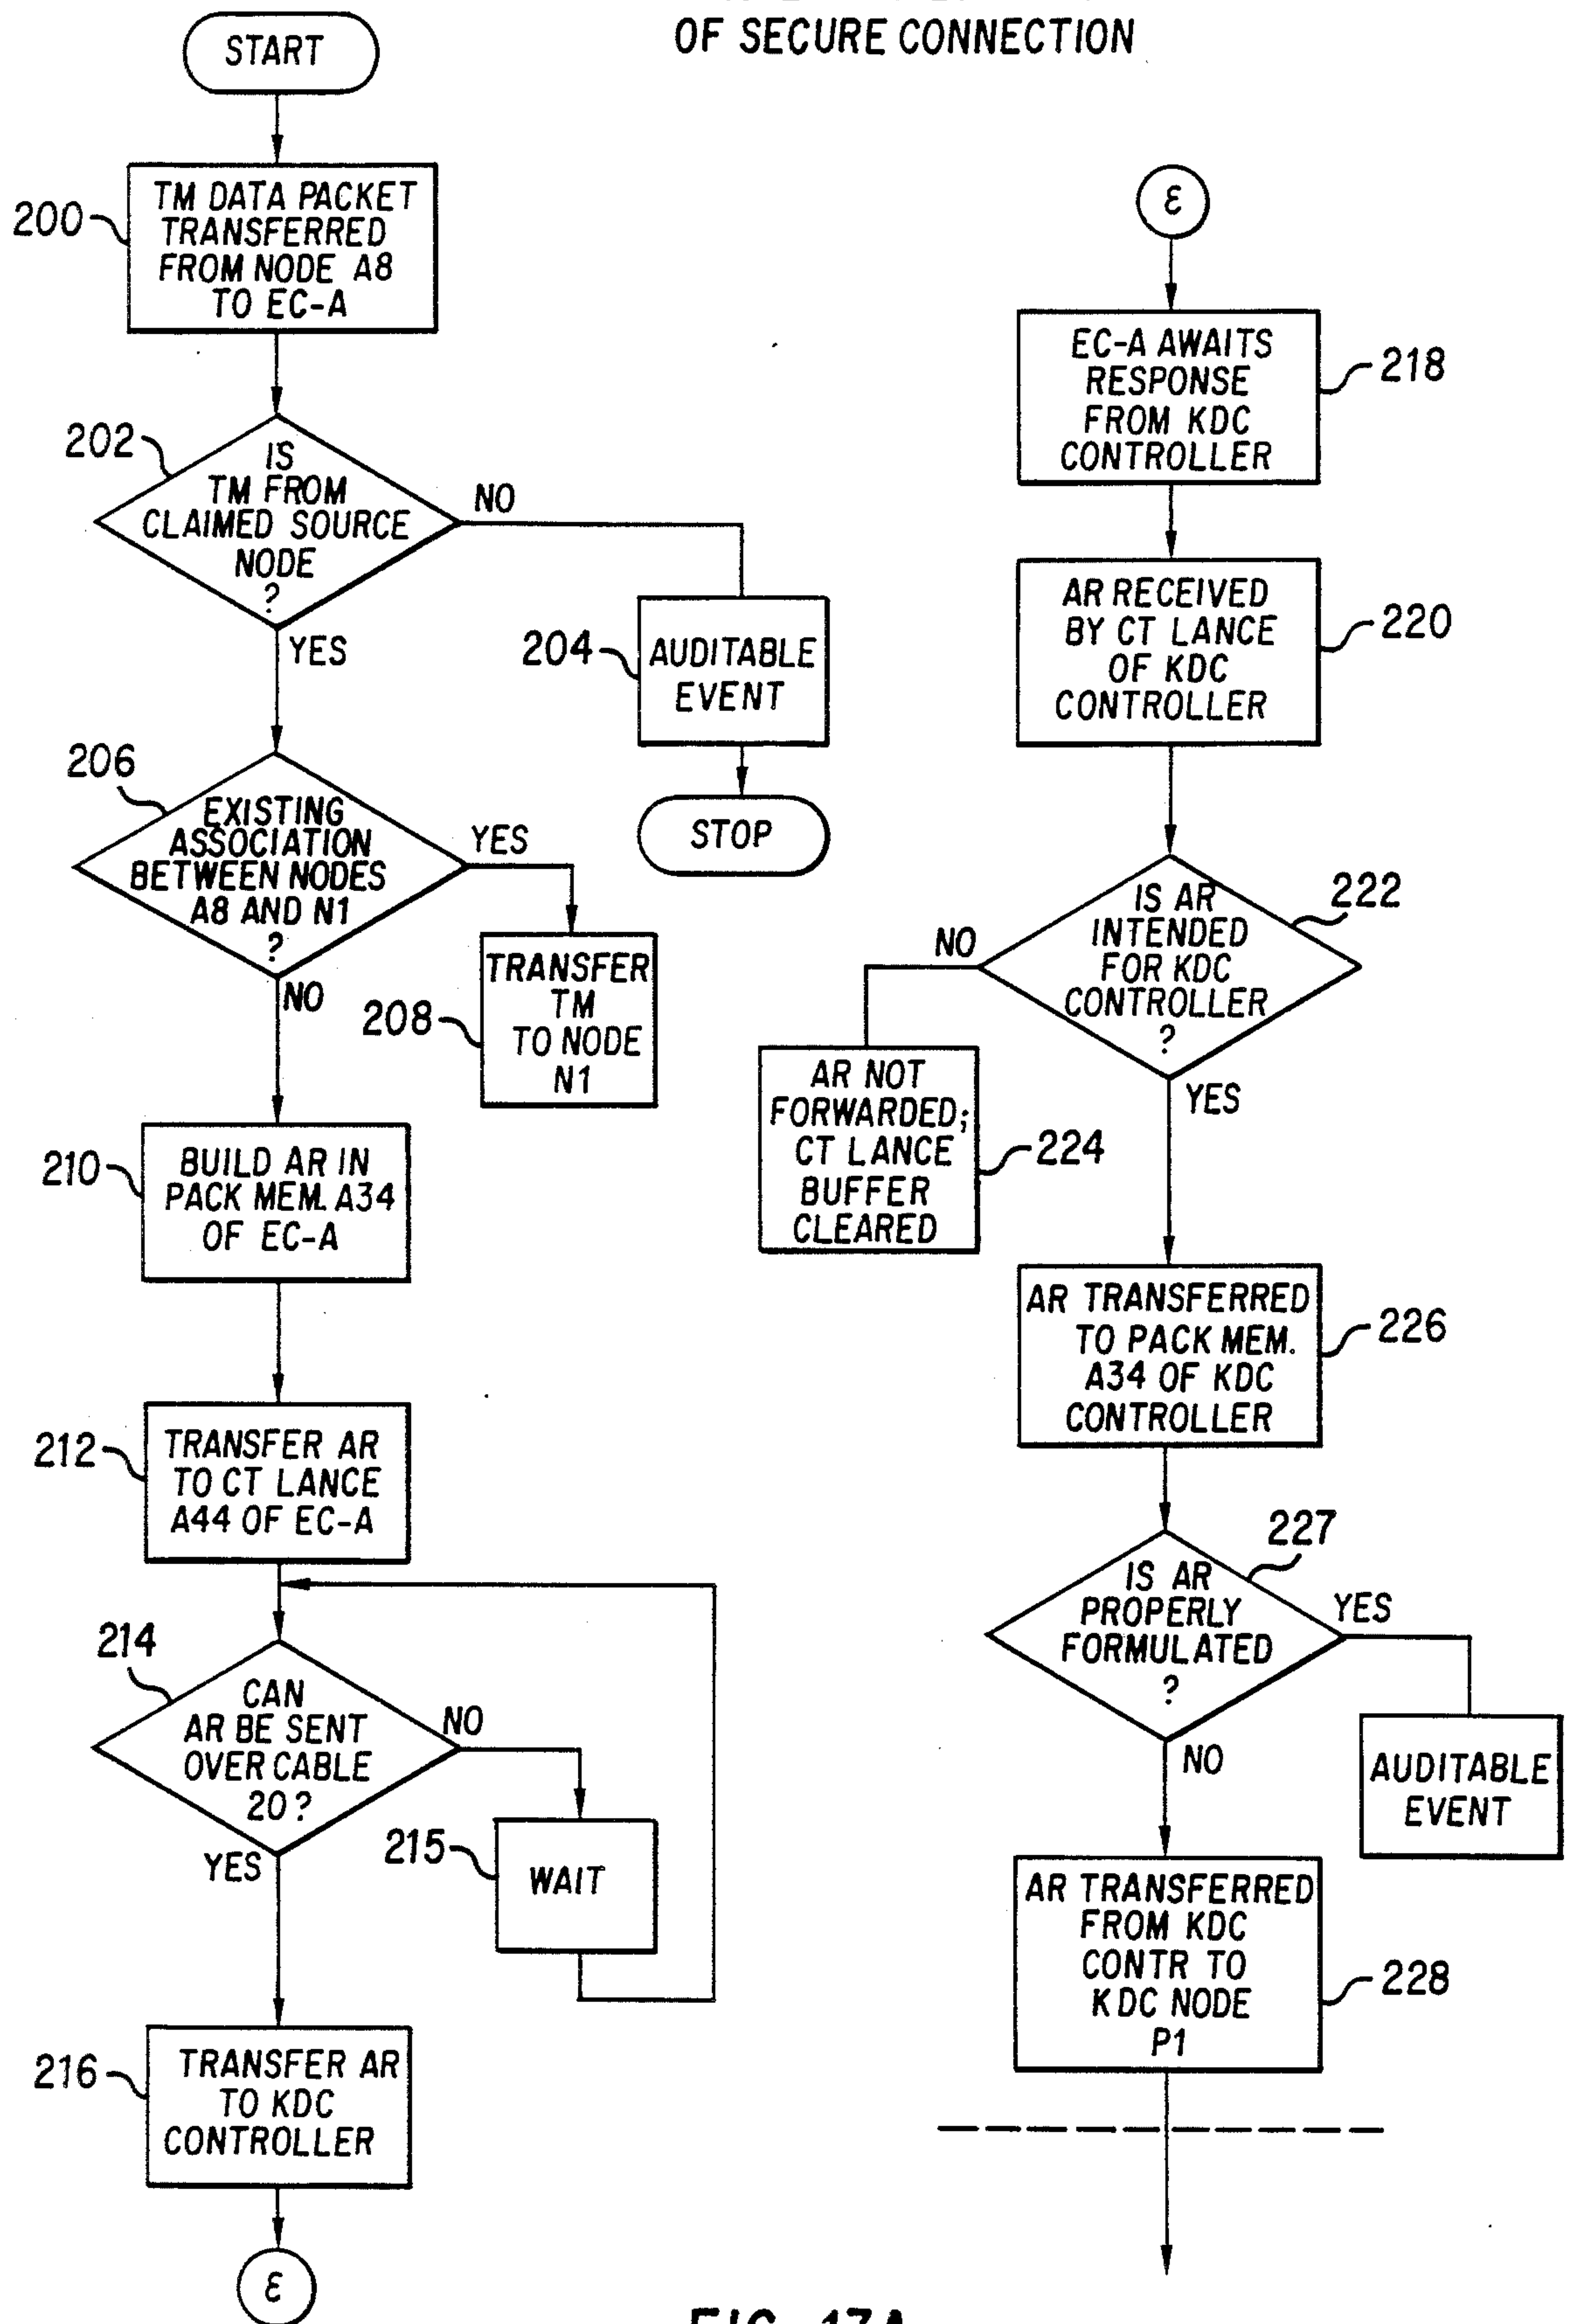 OF SECURE CONNECTION
START
200
TM DATA PACKET
TRANSFERRED
FROM NODE A8
TO EC-A
202
IS
TM FROM
CLAIMED SOURCE
NODE
?
NO
YES
204
AUDITABLE
EVENT
STOP
206
EXISTING
ASSOCIATION
BETWEEN NODES
A8 AND N1
?
YES
NO
208
TRANSFER
TM
TO NODE
N1
210
BUILD AR IN
PACK MEM. A34
OF EC-A
212
TRANSFER AR
TO CT LANCE
A44 OF EC-A
214
CAN
AR BE SENT
OVER CABLE
20?
NO
YES
215
WAIT
216
TRANSFER AR
TO KDC
CONTROLLER
ε
ε
EC-A AWAITS
RESPONSE
FROM KDC
CONTROLLER
218
AR RECEIVED
BY CT LANCE
OF KDC
CONTROLLER
220
222
IS AR
INTENDED
FOR KDC
CONTROLLER
?
NO
YES
AR NOT
FORWARDED;
CT LANCE
BUFFER
CLEARED
224
AR TRANSFERRED
TO PACK MEM.
A34 OF KDC
CONTROLLER
226
227
IS AR
PROPERLY
FORMULATED
?
YES
NO
AUDITABLE
EVENT
AR TRANSFERRED
FROM KDC
CONTR TO
KDC NODE
P1
228
FIG. 17A